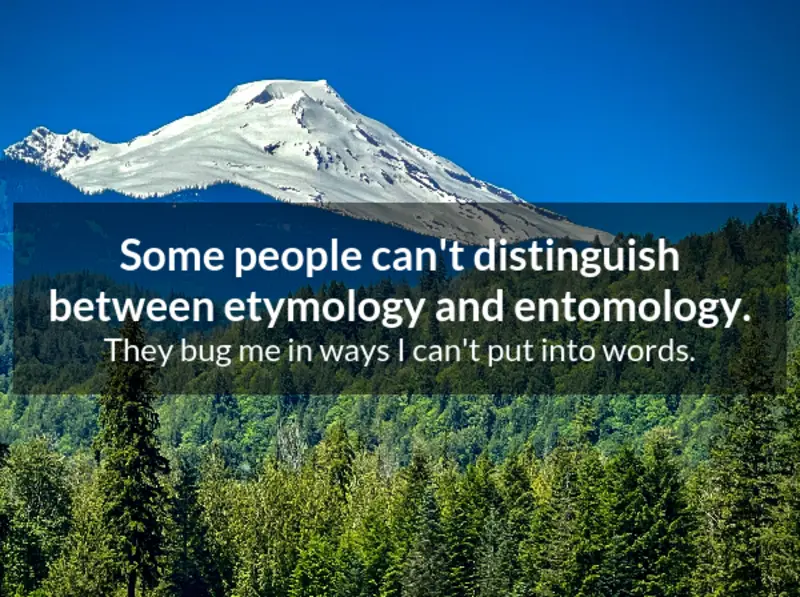 Some people can't distinguish
between etymology and entomology.
They bug me in ways I can't put into words.